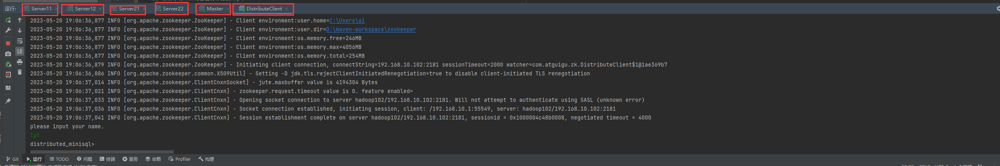 运行: Server11 Server12 Server21 Server22 Master DistributeClient
2023-05-20 19:06:36,877 INFO [org.apache.zookeeper.ZooKeeper] - Client environment:user.home=C:\Users\a1
2023-05-20 19:06:36,877 INFO [org.apache.zookeeper.ZooKeeper] - Client environment:user.dir=D:\maven-workspace\zookeeper
2023-05-20 19:06:36,877 INFO [org.apache.zookeeper.ZooKeeper] - Client environment:os.memory.free=246MB
2023-05-20 19:06:36,877 INFO [org.apache.zookeeper.ZooKeeper] - Client environment:os.memory.max=4056MB
2023-05-20 19:06:36,877 INFO [org.apache.zookeeper.ZooKeeper] - Client environment:os.memory.total=254MB
2023-05-20 19:06:36,879 INFO [org.apache.zookeeper.ZooKeeper] - Initiating client connection, connectString=192.168.10.102:2181 sessionTimeout=2000 watcher=com.atguigu.zk.DistributeClient$1@1ae369b7
2023-05-20 19:06:36,886 INFO [org.apache.zookeeper.common.X509Util] - Setting -D jdk.tls.rejectClientInitiatedRenegotiation=true to disable client-initiated TLS renegotiation
2023-05-20 19:06:37,014 INFO [org.apache.zookeeper.ClientCnxnSocket] - jute.maxbuffer value is 4194304 Bytes
2023-05-20 19:06:37,021 INFO [org.apache.zookeeper.ClientCnxn] - zookeeper.request.timeout value is 0. feature enabled=
2023-05-20 19:06:37,033 INFO [org.apache.zookeeper.ClientCnxn] - Opening socket connection to server hadoop102/192.168.10.102:2181. Will not attempt to authenticate using SASL (unknown error)
2023-05-20 19:06:37,036 INFO [org.apache.zookeeper.ClientCnxn] - Socket connection established, initiating session, client: /192.168.10.1:55549, server: hadoop102/192.168.10.102:2181
2023-05-20 19:06:37,041 INFO [org.apache.zookeeper.ClientCnxn] - Session establishment complete on server hadoop102/192.168.10.102:2181, sessionid = 0x1000004c48b0008, negotiated timeout = 4000
please input your name.
lyt
distributed_minisql>
Git 运行 TODO 问题 终端 服务 依赖 Profiler 构建